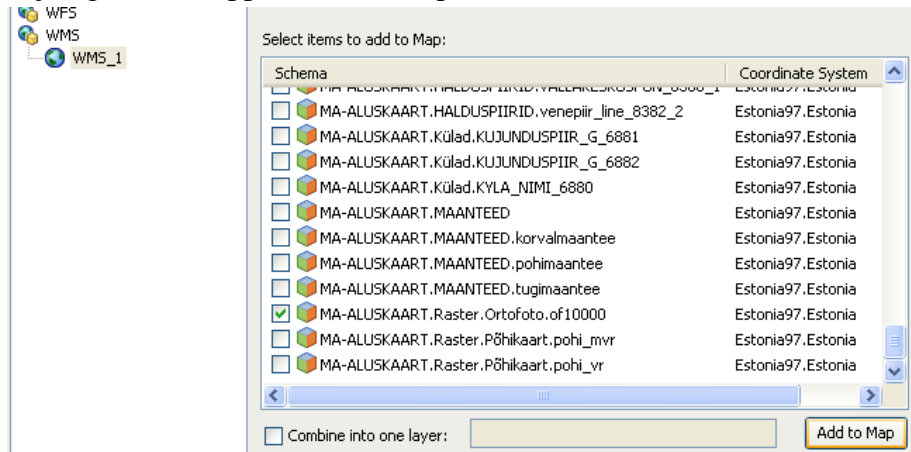 WFS
WMS
WMS_1
Select items to add to Map:
Schema Coordinate System
MA-ALUSKAART.HALDUSPIIRID.venepiir_line_8382_2 Estonia97.Estonia
MA-ALUSKAART.Külad.KUJUNDUSPIIR_G_6881 Estonia97.Estonia
MA-ALUSKAART.Külad.KUJUNDUSPIIR_G_6882 Estonia97.Estonia
MA-ALUSKAART.Külad.KYLA_NIMI_6880 Estonia97.Estonia
MA-ALUSKAART.MAANTEED Estonia97.Estonia
MA-ALUSKAART.MAANTEED.korvalmaantee Estonia97.Estonia
MA-ALUSKAART.MAANTEED.pohimaantee Estonia97.Estonia
MA-ALUSKAART.MAANTEED.tugimaantee Estonia97.Estonia
MA-ALUSKAART.Raster.Ortofoto.of10000 Estonia97.Estonia
MA-ALUSKAART.Raster.Põhikaart.pohi_mvr Estonia97.Estonia
MA-ALUSKAART.Raster.Põhikaart.pohi_vr Estonia97.Estonia
Combine into one layer: Add to Map